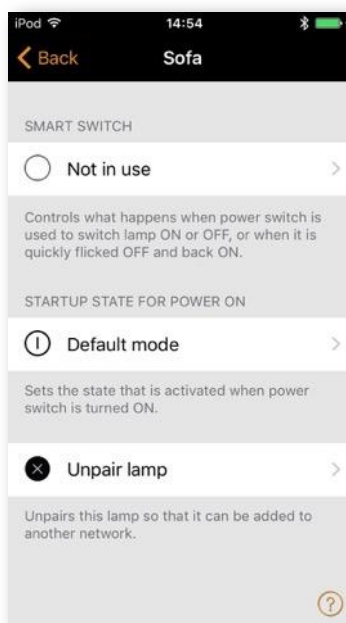 iPod 14:54
Back Sofa
SMART SWITCH
Not in use
Controls what happens when power switch is
used to switch lamp ON or OFF, or when it is
quickly flicked OFF and back ON.
STARTUP STATE FOR POWER ON
Default mode
Sets the state that is activated when power
switch is turned ON.
Unpair lamp
Unpairs this lamp so that it can be added to
another network.
?